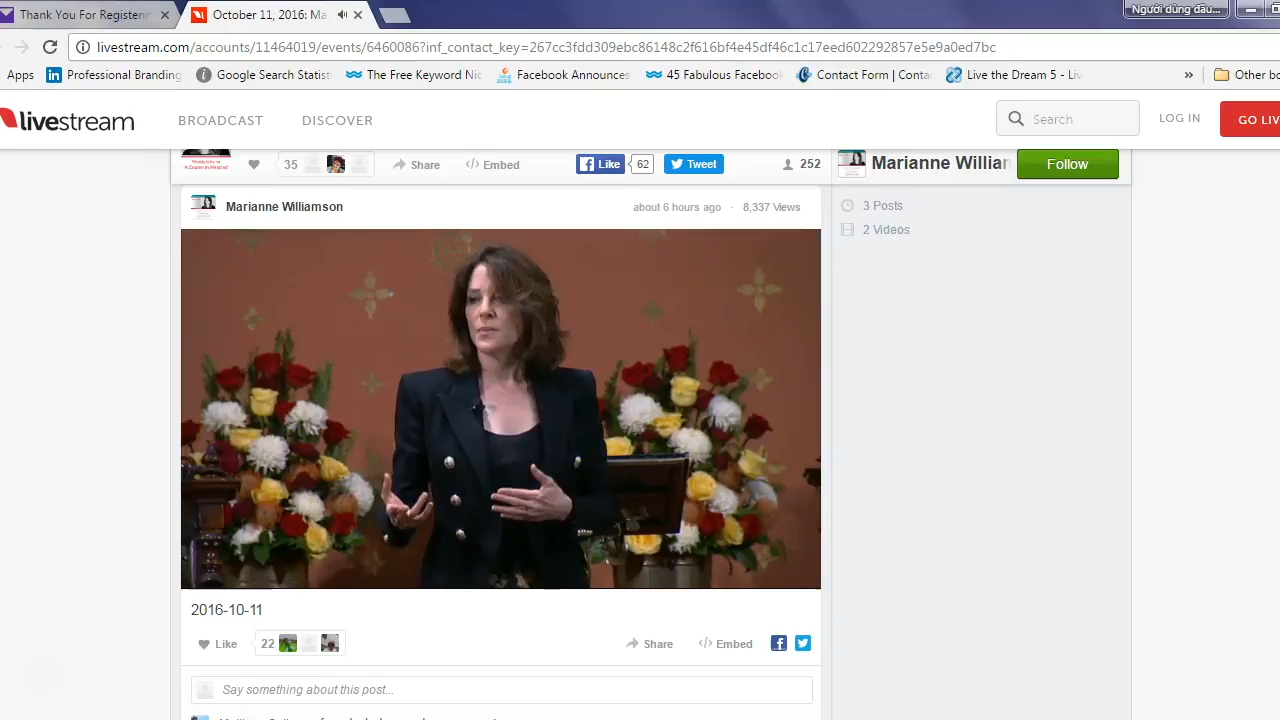 Thank You For Registerin
October 11, 2016: Ma
Người dùng đầu...
livestream.com/accounts/11464019/events/6460086?inf_contact_key=267cc3fdd309ebc86148c2f616bf4e45df46c1c17eed602292857e5e9a0ed7bc
Apps
Professional Branding
Google Search Statist
The Free Keyword Nic
Facebook Announces
45 Fabulous Facebook
Contact Form | Conta
Live the Dream 5 - Liv
»
Other bo
livestream
BROADCAST
DISCOVER
Search
LOG IN
GO LIV
35
Share
Embed
Like
62
Tweet
252
Marianne Williar
Follow
Marianne Williamson
about 6 hours ago · 8,337 Views
3 Posts
2 Videos
2016-10-11
Like
22
Share
Embed
Say something about this post...